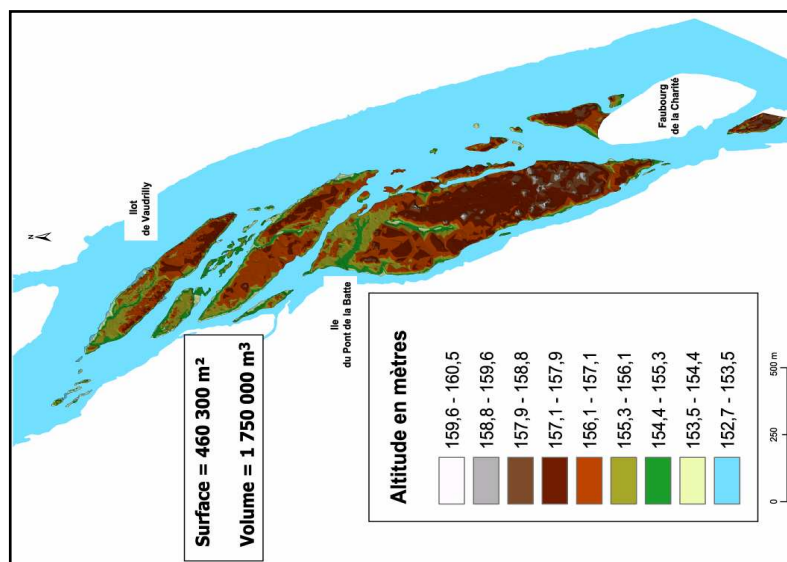 N
Ilot
de Vaudrilly
Faubourg
de la Charité
Ile
du Pont de la Batte
Surface = 460 300 m²
Volume = 1 750 000 m³
Altitude en mètres
159,6 - 160,5
158,8 - 159,6
157,9 - 158,8
157,1 - 157,9
156,1 - 157,1
155,3 - 156,1
154,4 - 155,3
153,5 - 154,4
152,7 - 153,5
0 250 500 m